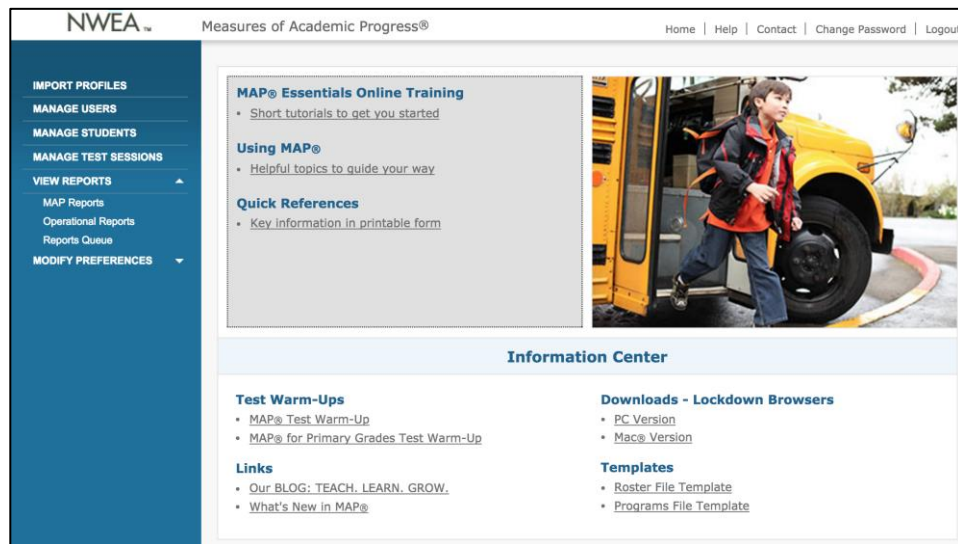 NWEA™
Measures of Academic Progress®
Home | Help | Contact | Change Password | Logout
IMPORT PROFILES
MANAGE USERS
MANAGE STUDENTS
MANAGE TEST SESSIONS
VIEW REPORTS
MAP Reports
Operational Reports
Reports Queue
MODIFY PREFERENCES
MAP® Essentials Online Training
• Short tutorials to get you started
Using MAP®
• Helpful topics to guide your way
Quick References
• Key information in printable form
Information Center
Test Warm-Ups
• MAP® Test Warm-Up
• MAP® for Primary Grades Test Warm-Up
Links
• Our BLOG: TEACH. LEARN. GROW.
• What's New in MAP®
Downloads - Lockdown Browsers
• PC Version
• Mac® Version
Templates
• Roster File Template
• Programs File Template